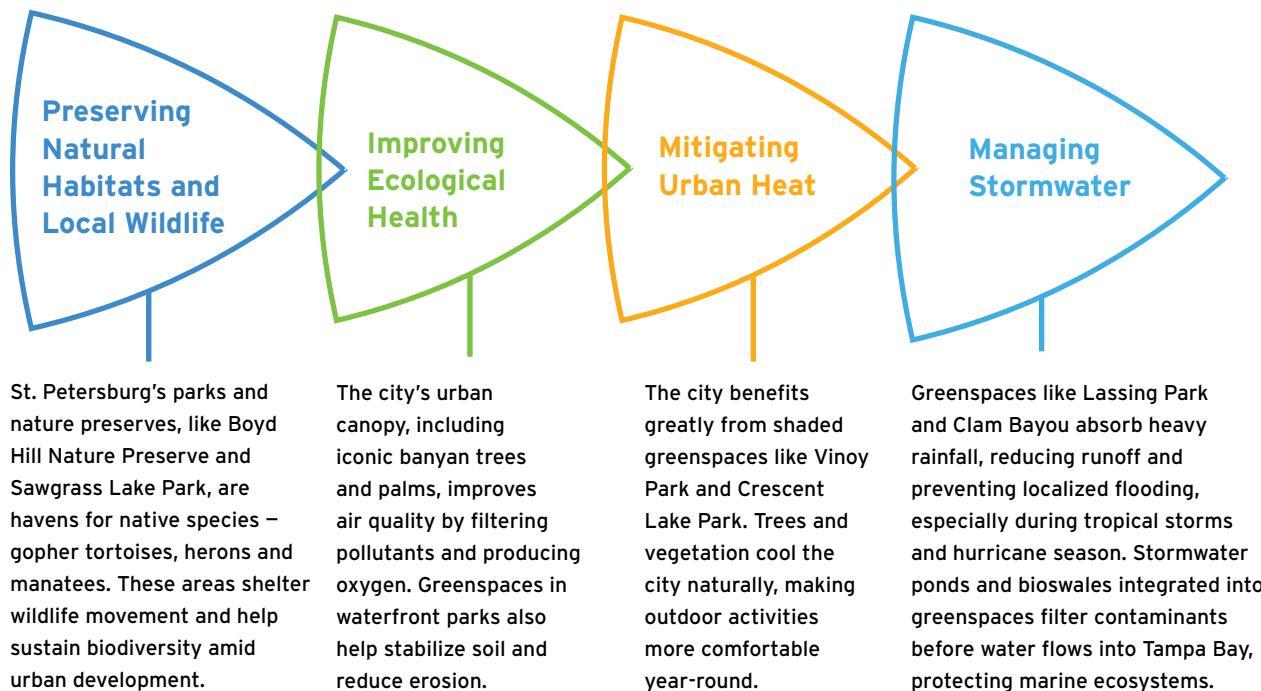 Preserving
Natural
Habitats and
Local Wildlife
St. Petersburg's parks and
nature preserves, like Boyd
Hill Nature Preserve and
Sawgrass Lake Park, are
havens for native species —
gopher tortoises, herons and
manatees. These areas shelter
wildlife movement and help
sustain biodiversity amid
urban development.
Improving
Ecological
Health
The city's urban
canopy, including
iconic banyan trees
and palms, improves
air quality by filtering
pollutants and producing
oxygen. Greenspaces in
waterfront parks also
help stabilize soil and
reduce erosion.
Mitigating
Urban Heat
The city benefits
greatly from shaded
greenspaces like Vinoy
Park and Crescent
Lake Park. Trees and
vegetation cool the
city naturally, making
outdoor activities
more comfortable
year-round.
Managing
Stormwater
Greenspaces like Lassing Park
and Clam Bayou absorb heavy
rainfall, reducing runoff and
preventing localized flooding,
especially during tropical storms
and hurricane season. Stormwater
ponds and bioswales integrated into
greenspaces filter contaminants
before water flows into Tampa Bay,
protecting marine ecosystems.